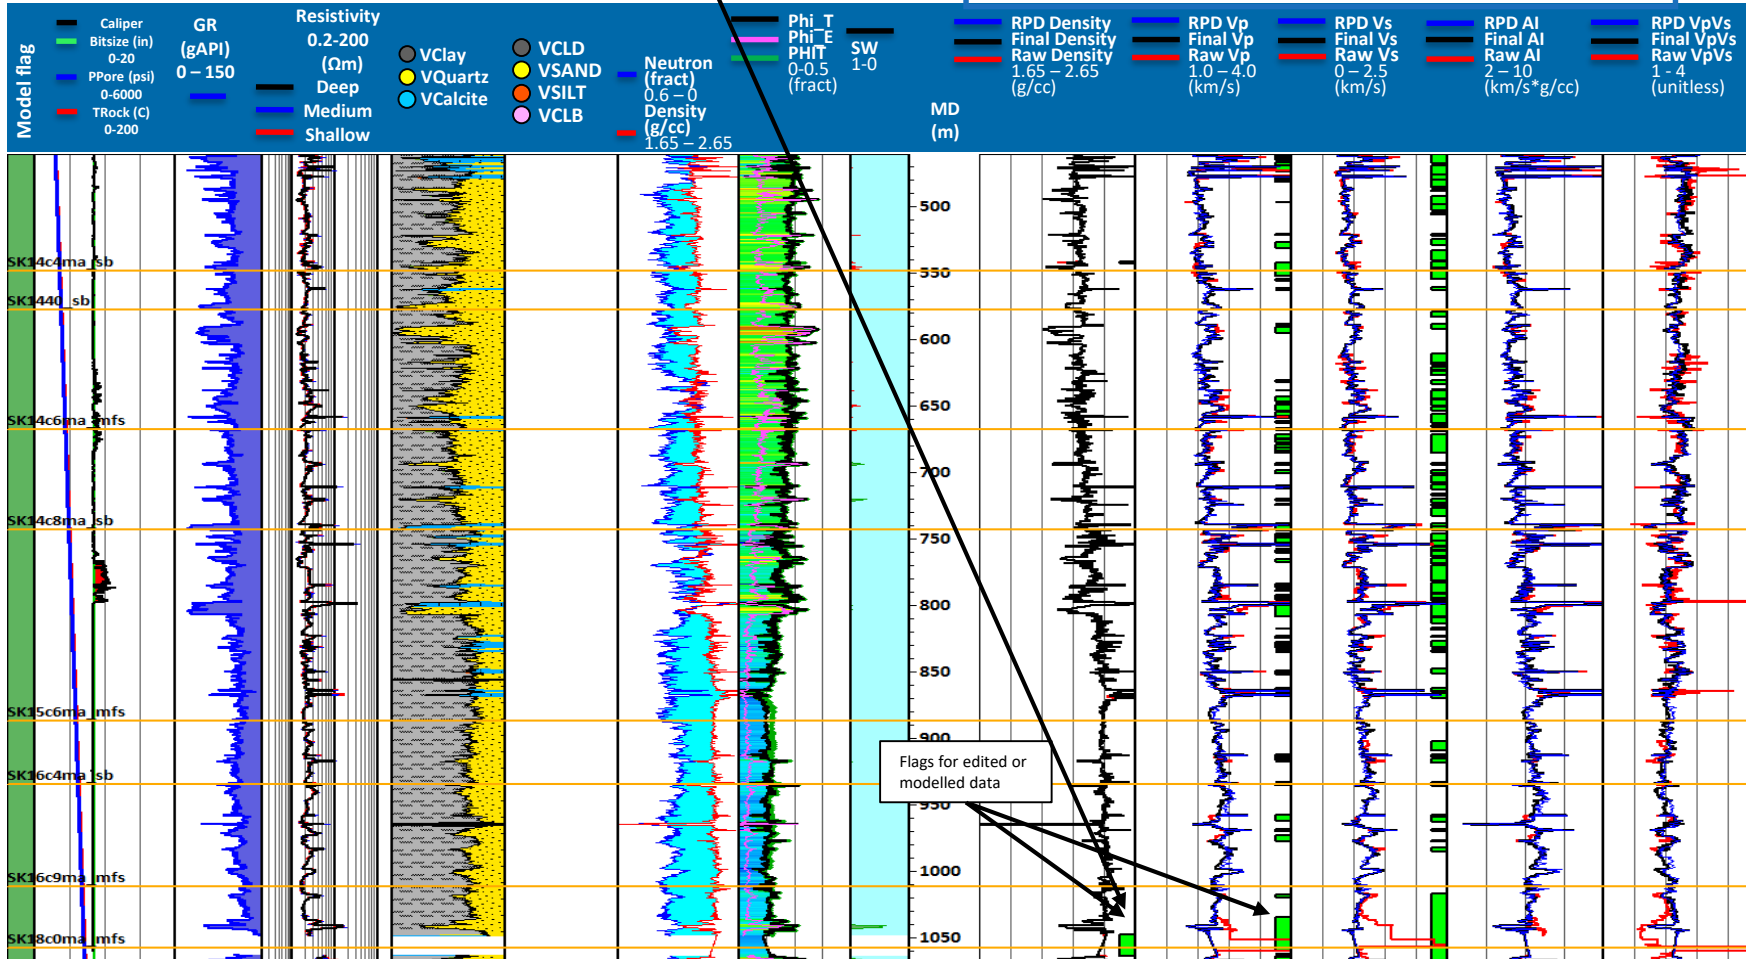 Model flag
Caliper
Bitsize (in)
0-20
PPore (psi)
0-6000
TRock (C)
0-200
GR
(gAPI)
0 – 150
Resistivity
0.2-200
(Ωm)
Deep
Medium
Shallow
VClay
VQuartz
VCalcite
VCLD
VSAND
VSILT
VCLB
Neutron
(fract)
0.6 – 0
Density
(g/cc)
1.65 – 2.65
Phi_T
Phi_E
PHIT
0-0.5
(fract)
SW
1-0
MD
(m)
RPD Density
Final Density
Raw Density
1.65 – 2.65
(g/cc)
RPD Vp
Final Vp
Raw Vp
1.0 – 4.0
(km/s)
RPD Vs
Final Vs
Raw Vs
0 – 2.5
(km/s)
RPD AI
Final AI
Raw AI
2 – 10
(km/s*g/cc)
RPD VpVs
Final VpVs
Raw VpVs
1 - 4
(unitless)
500
SK14c4ma_sb
550
SK1440_sb
600
650
SK14c6ma_mfs
700
SK14c8ma_sb
750
800
850
SK15c6ma_mfs
900
SK16c4ma_sb
Flags for edited or
modelled data
950
1000
SK16c9ma_mfs
1050
SK18c0ma_mfs